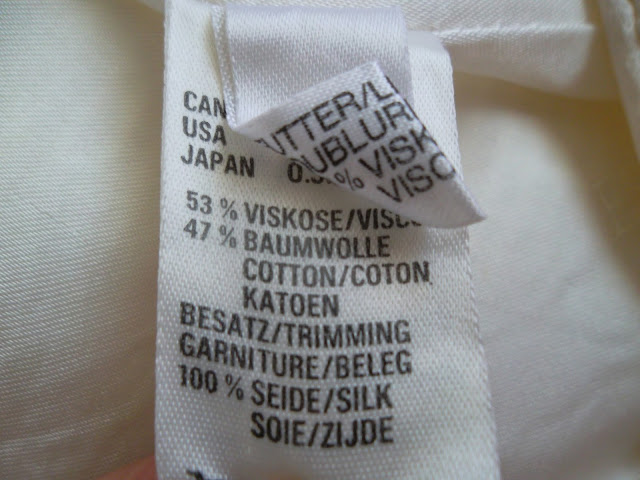 CAN
USA
JAPAN
53 % VISKOSE/
47 % BAUMWOLLE
COTTON/COTON
KATOEN
BESATZ/TRIMMING
GARNITURE/BELEG
100 % SEIDE/SILK
SOIE/ZIJDE
UTTER/
UBLUR
% VISK
VISC